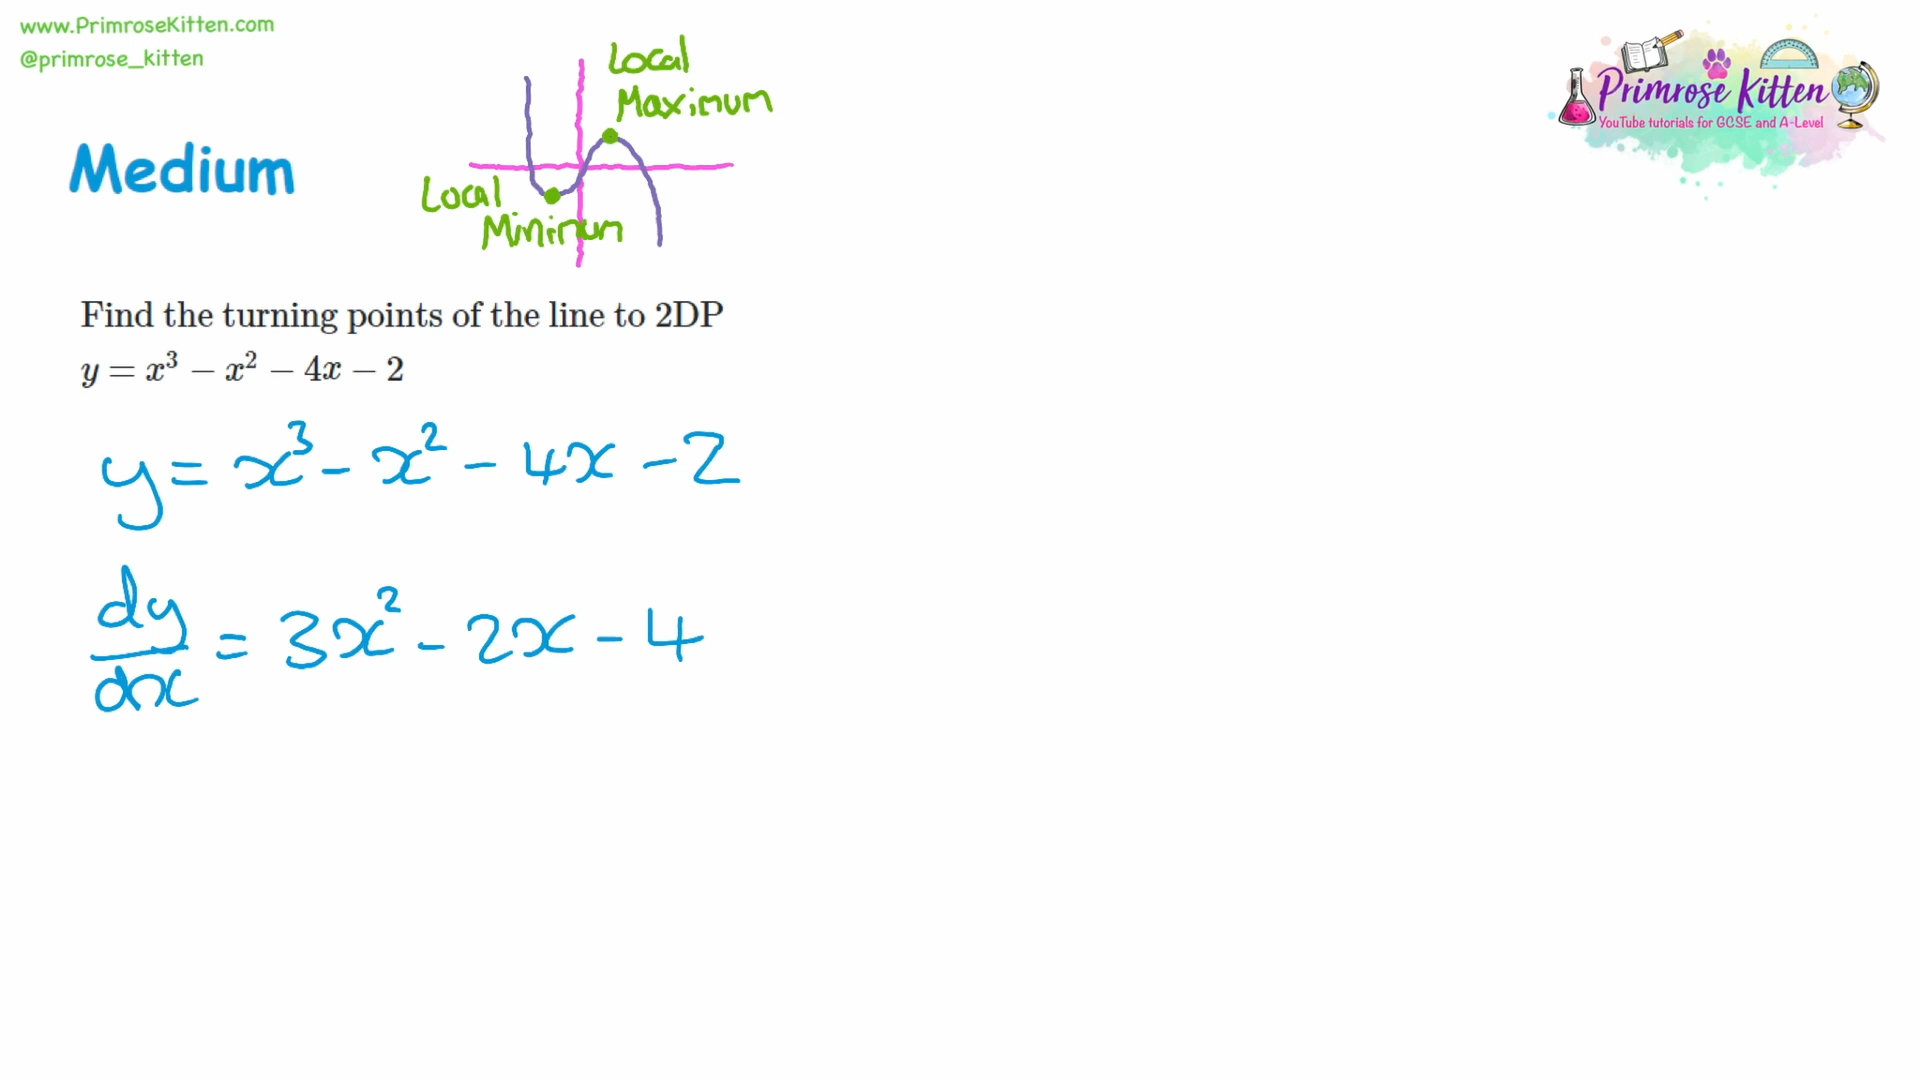 www.PrimroseKitten.com
@primrose_kitten
Local
Maximum
Primrose Kitten
YouTube tutorials for GCSE and A-Level
Medium
Local
Minimum
Find the turning points of the line to 2DP
y = x³ − x² − 4x − 2
y = x³ - x² - 4x - 2
dy/dx = 3x² - 2x - 4